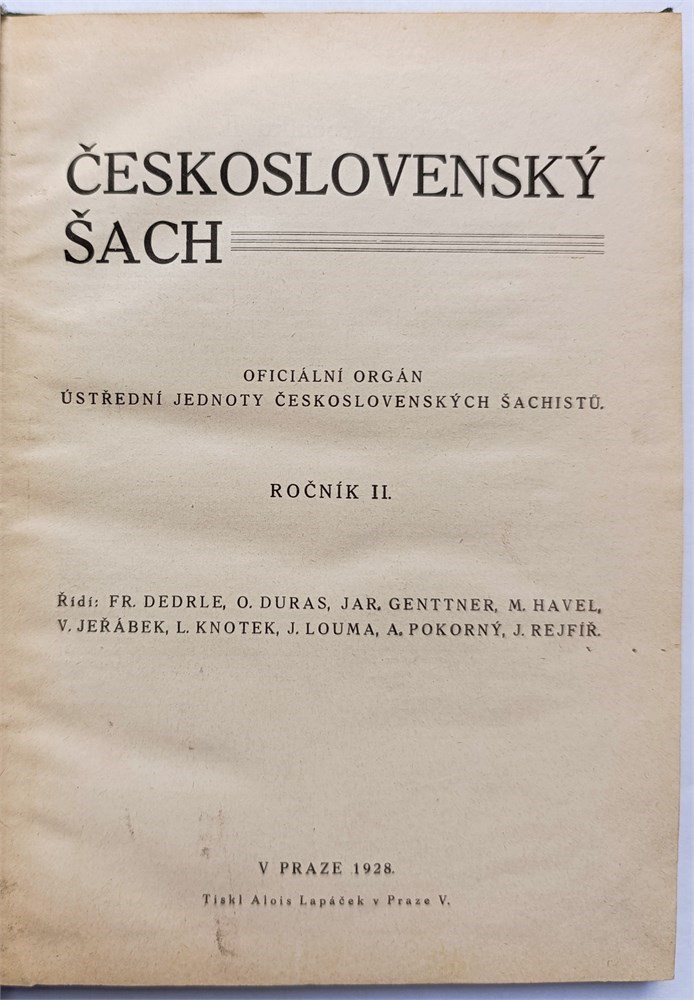 ČESKOSLOVENSKÝ
ŠACH
OFICIÁLNÍ ORGÁN
ÚSTŘEDNÍ JEDNOTY ČESKOSLOVENSKÝCH ŠACHISTŮ.
ROČNÍK II.
Řídí: FR. DEDRLE, O. DURAS, JAR. GENTTNER, M. HAVEL,
V. JEŘÁBEK, L. KNOTEK, J. LOUMA, A. POKORNÝ, J. REJFÍŘ.
V PRAZE 1928.
Tiskl Alois Lapáček v Praze V.